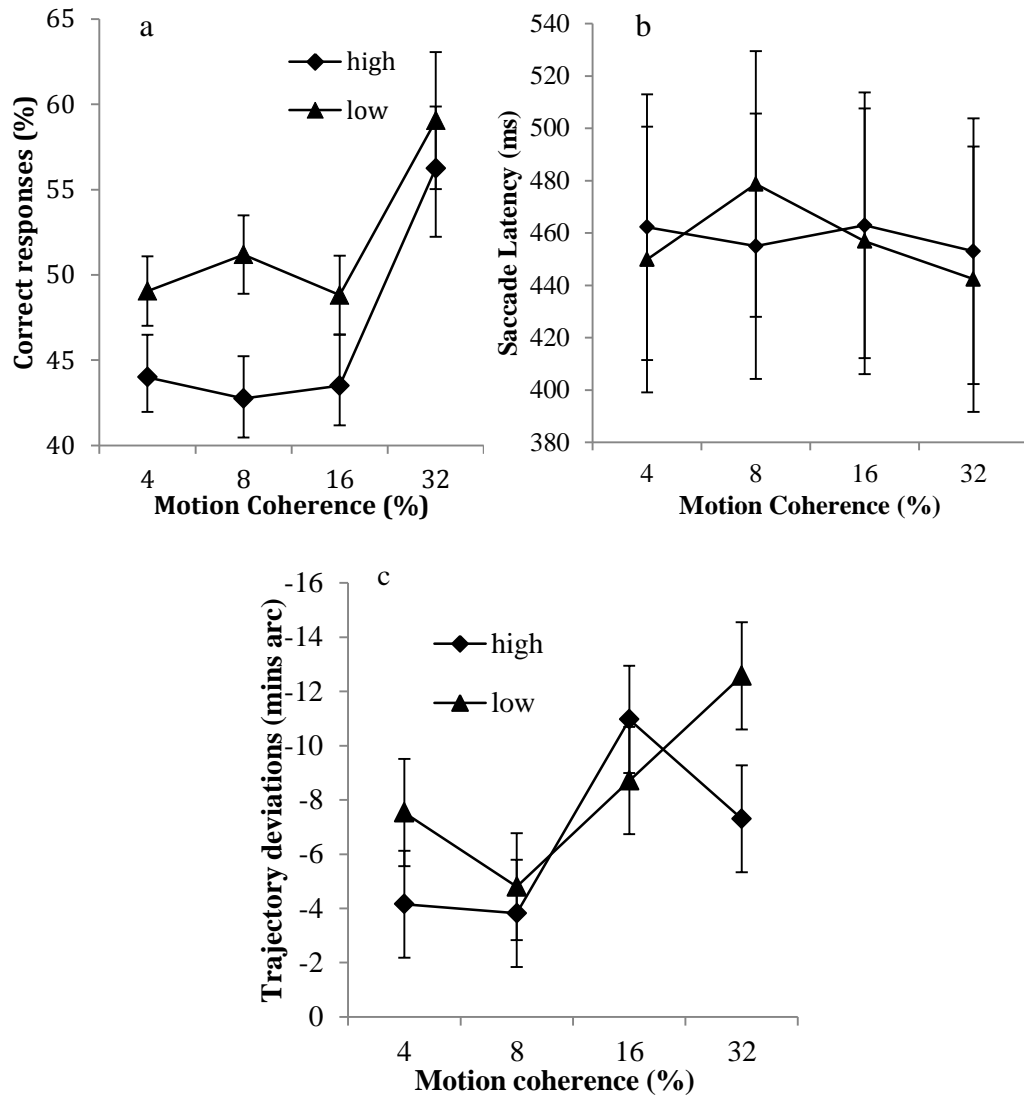 a
65
60
55
50
45
40
Correct responses (%)
high
low
4 8 16 32
Motion Coherence (%)
b
540
520
500
480
460
440
420
400
380
Saccade Latency (ms)
4 8 16 32
Motion Coherence (%)
c
-16
-14
-12
-10
-8
-6
-4
-2
0
Trajectory deviations (mins arc)
high
low
4 8 16 32
Motion coherence (%)